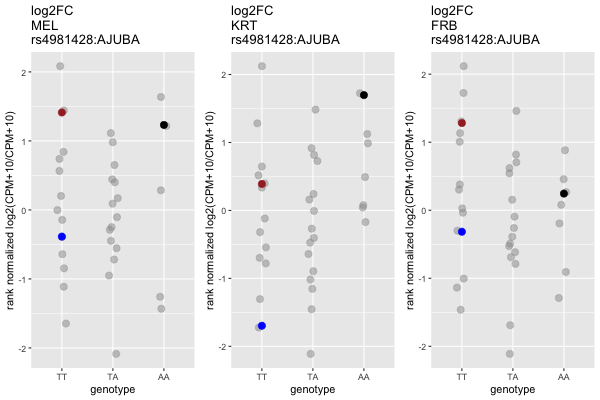 log2FC
MEL
rs4981428:AJUBA
rank normalized log2(CPM+10/CPM+10)
2
1
0
-1
-2
TT
TA
AA
genotype
log2FC
KRT
rs4981428:AJUBA
rank normalized log2(CPM+10/CPM+10)
2
1
0
-1
-2
TT
TA
AA
genotype
log2FC
FRB
rs4981428:AJUBA
rank normalized log2(CPM+10/CPM+10)
2
1
0
-1
-2
TT
TA
AA
genotype